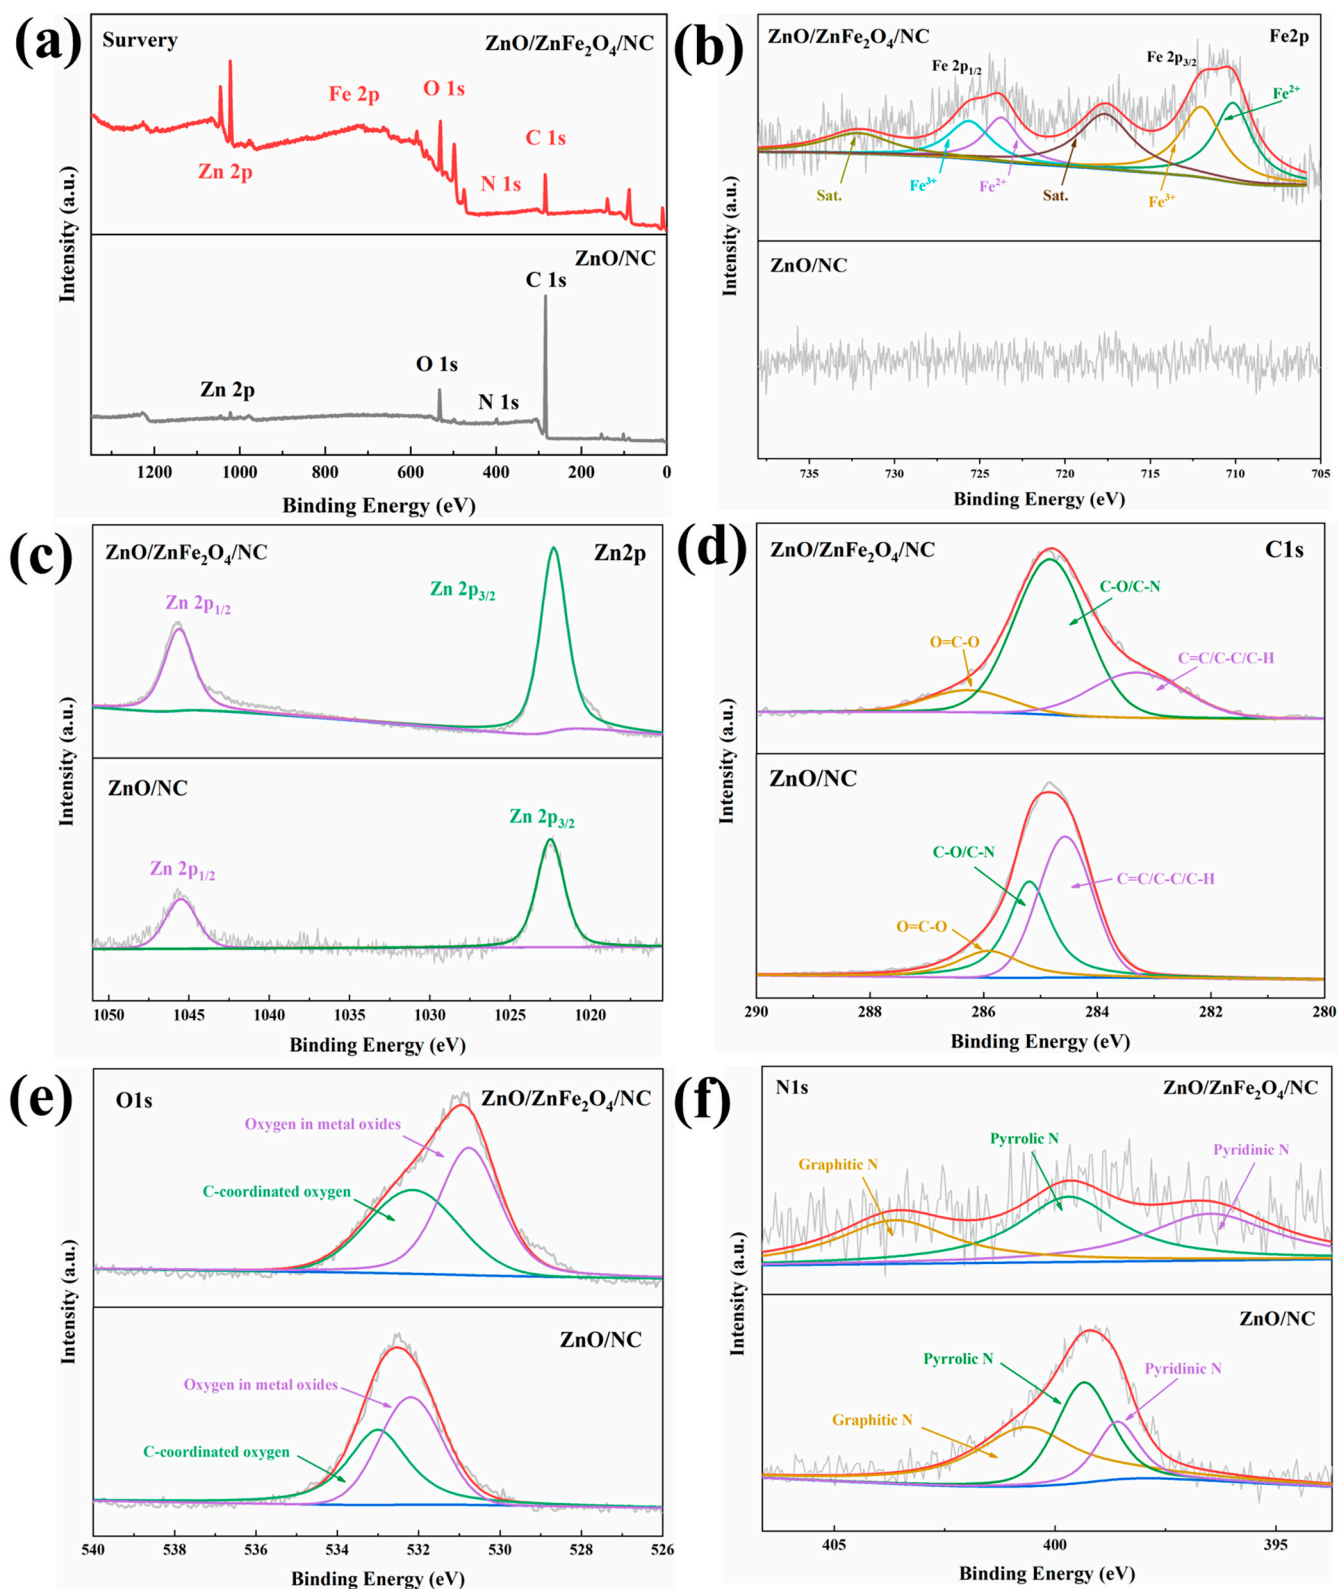 (a)
Survery
ZnO/ZnFe₂O₄/NC
Fe 2p
O 1s
C 1s
Zn 2p
N 1s
ZnO/NC
C 1s
O 1s
Zn 2p
N 1s
Intensity (a.u.)
1200 1000 800 600 400 200 0
Binding Energy (eV)
(b)
ZnO/ZnFe₂O₄/NC
Fe2p
Fe 2p₁/₂
Fe 2p₃/₂
Fe²⁺
Sat.
Fe³⁺
Fe²⁺
Sat.
Fe³⁺
ZnO/NC
Intensity (a.u.)
735 730 725 720 715 710 705
Binding Energy (eV)
(c)
ZnO/ZnFe₂O₄/NC
Zn2p
Zn 2p₁/₂
Zn 2p₃/₂
ZnO/NC
Zn 2p₃/₂
Zn 2p₁/₂
Intensity (a.u.)
1050 1045 1040 1035 1030 1025 1020
Binding Energy (eV)
(d)
ZnO/ZnFe₂O₄/NC
C1s
C-O/C-N
O=C-O
C=C/C-C/C-H
ZnO/NC
C-O/C-N
C=C/C-C/C-H
O=C-O
Intensity (a.u.)
290 288 286 284 282 280
Binding Energy (eV)
(e)
O1s
ZnO/ZnFe₂O₄/NC
Oxygen in metal oxides
C-coordinated oxygen
ZnO/NC
Oxygen in metal oxides
C-coordinated oxygen
Intensity (a.u.)
540 538 536 534 532 530 528 526
Binding Energy (eV)
(f)
N1s
ZnO/ZnFe₂O₄/NC
Pyrrolic N
Graphitic N
Pyridinic N
ZnO/NC
Pyrrolic N
Pyridinic N
Graphitic N
Intensity (a.u.)
405 400 395
Binding Energy (eV)